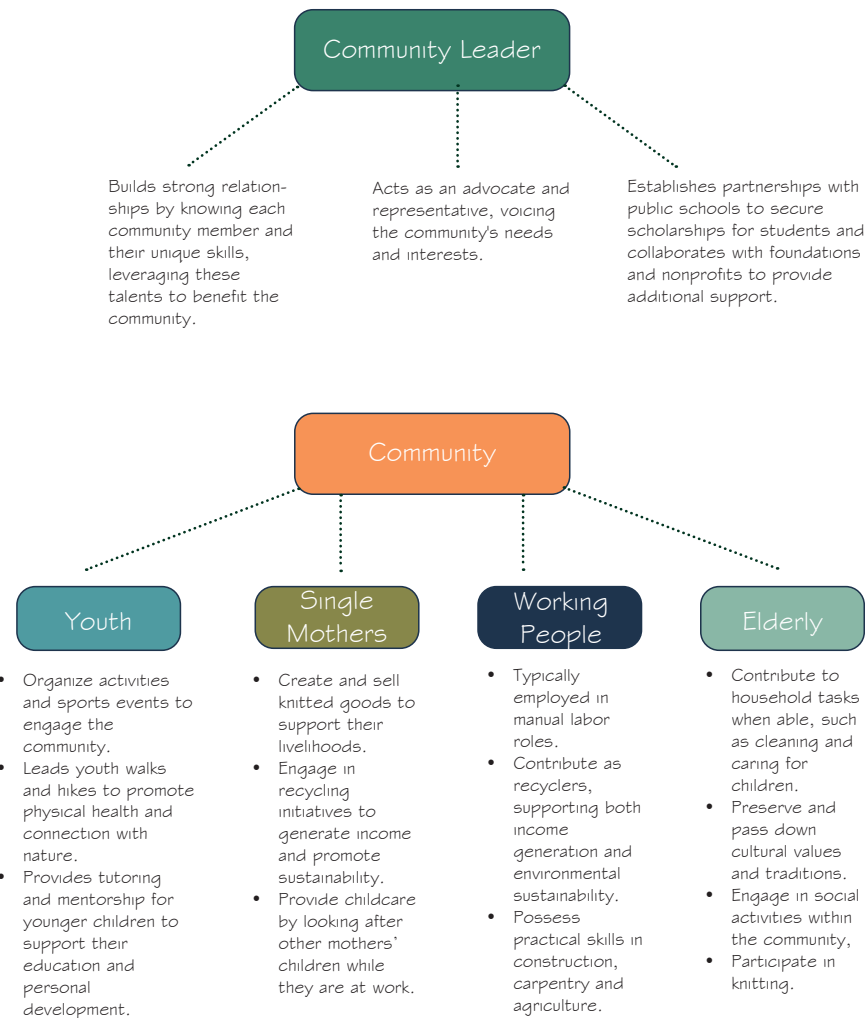 Community Leader
Builds strong relation-
ships by knowing each
community member and
their unique skills,
leveraging these
talents to benefit the
community.
Acts as an advocate and
representative, voicing
the community's needs
and interests.
Establishes partnerships with
public schools to secure
scholarships for students and
collaborates with foundations
and nonprofits to provide
additional support.
Community
Youth
• Organize activities
and sports events to
engage the
community.
• Leads youth walks
and hikes to promote
physical health and
connection with
nature.
• Provides tutoring
and mentorship for
younger children to
support their
education and
personal
development.
Single
Mothers
• Create and sell
knitted goods to
support their
livelihoods.
• Engage in
recycling
initiatives to
generate income
and promote
sustainability.
• Provide childcare
by looking after
other mothers’
children while
they are at work.
Working
People
• Typically
employed in
manual labor
roles.
• Contribute as
recyclers,
supporting both
income
generation and
environmental
sustainability.
• Possess
practical skills in
construction,
carpentry and
agriculture.
Elderly
• Contribute to
household tasks
when able, such
as cleaning and
caring for
children.
• Preserve and
pass down
cultural values
and traditions.
• Engage in social
activities within
the community,
• Participate in
knitting.